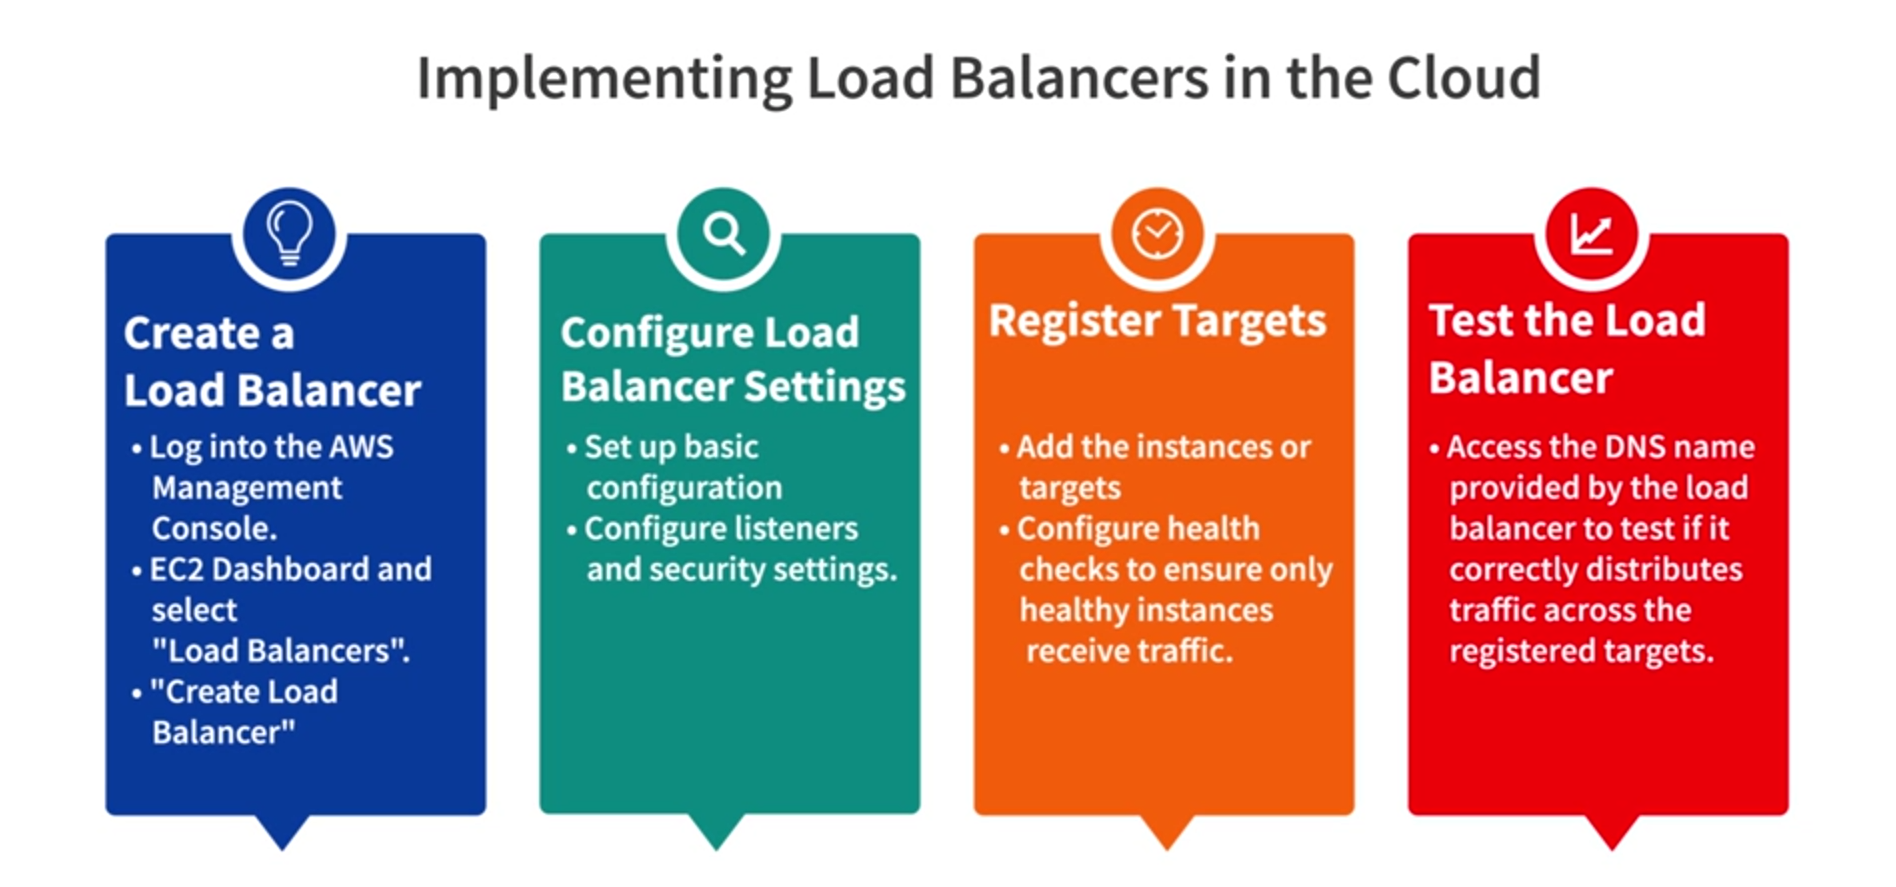 Implementing Load Balancers in the Cloud
Create a
Load Balancer
• Log into the AWS
Management
Console.
• EC2 Dashboard and
select
"Load Balancers".
• "Create Load
Balancer"
Configure Load
Balancer Settings
• Set up basic
configuration
• Configure listeners
and security settings.
Register Targets
• Add the instances or
targets
• Configure health
checks to ensure only
healthy instances
receive traffic.
Test the Load
Balancer
• Access the DNS name
provided by the load
balancer to test if it
correctly distributes
traffic across the
registered targets.